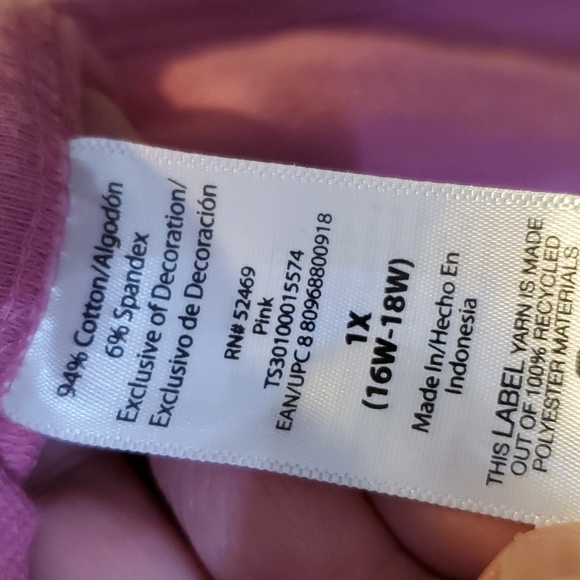 94% Cotton/Algodón
6% Spandex
Exclusive of Decoration/
Exclusivo de Decoración
RN# 52469
Pink
TS30100015574
EAN/UPC 8 80968800918
1X
(16W-18W)
Made In/Hecho En
Indonesia
THIS LABEL YARN IS MADE
OUT OF 100% RECYCLED
POLYESTER MATERIALS